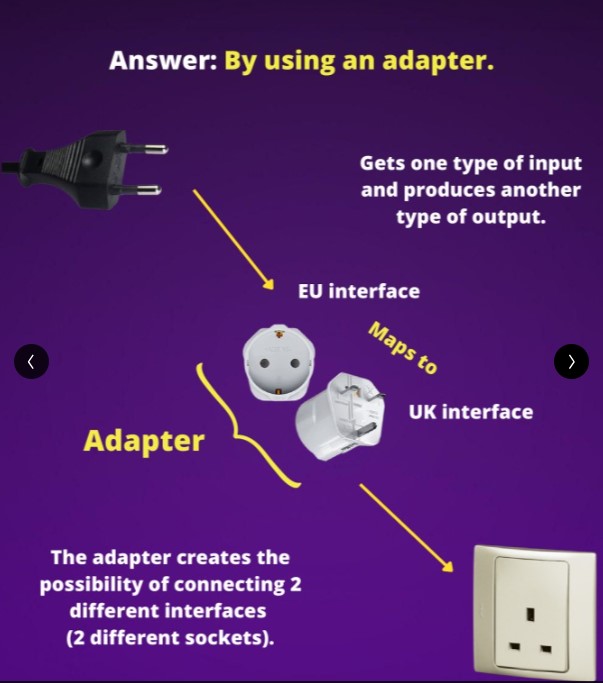 Answer: By using an adapter.
Gets one type of input
and produces another
type of output.
EU interface
Maps to
UK interface
Adapter
The adapter creates the
possibility of connecting 2
different interfaces
(2 different sockets).